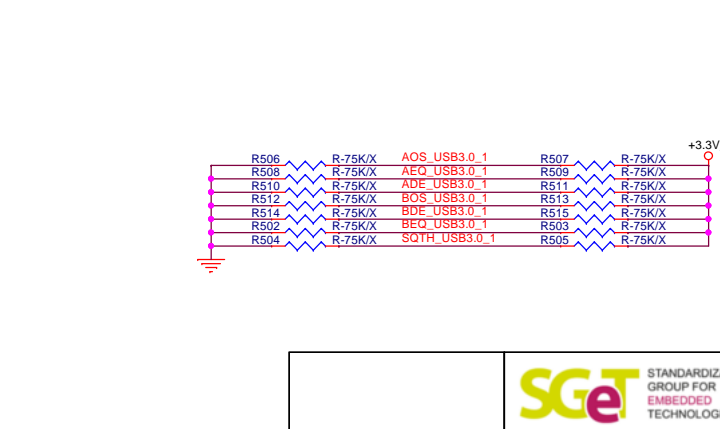 +3.3V
R506 R-75K/X AOS_USB3.0_1 R507 R-75K/X
R508 R-75K/X AEQ_USB3.0_1 R509 R-75K/X
R510 R-75K/X ADE_USB3.0_1 R511 R-75K/X
R512 R-75K/X BOS_USB3.0_1 R513 R-75K/X
R514 R-75K/X BDE_USB3.0_1 R515 R-75K/X
R502 R-75K/X BEQ_USB3.0_1 R503 R-75K/X
R504 R-75K/X SQTH_USB3.0_1 R505 R-75K/X
SGeT
STANDARDIZA
GROUP FOR
EMBEDDED
TECHNOLOG